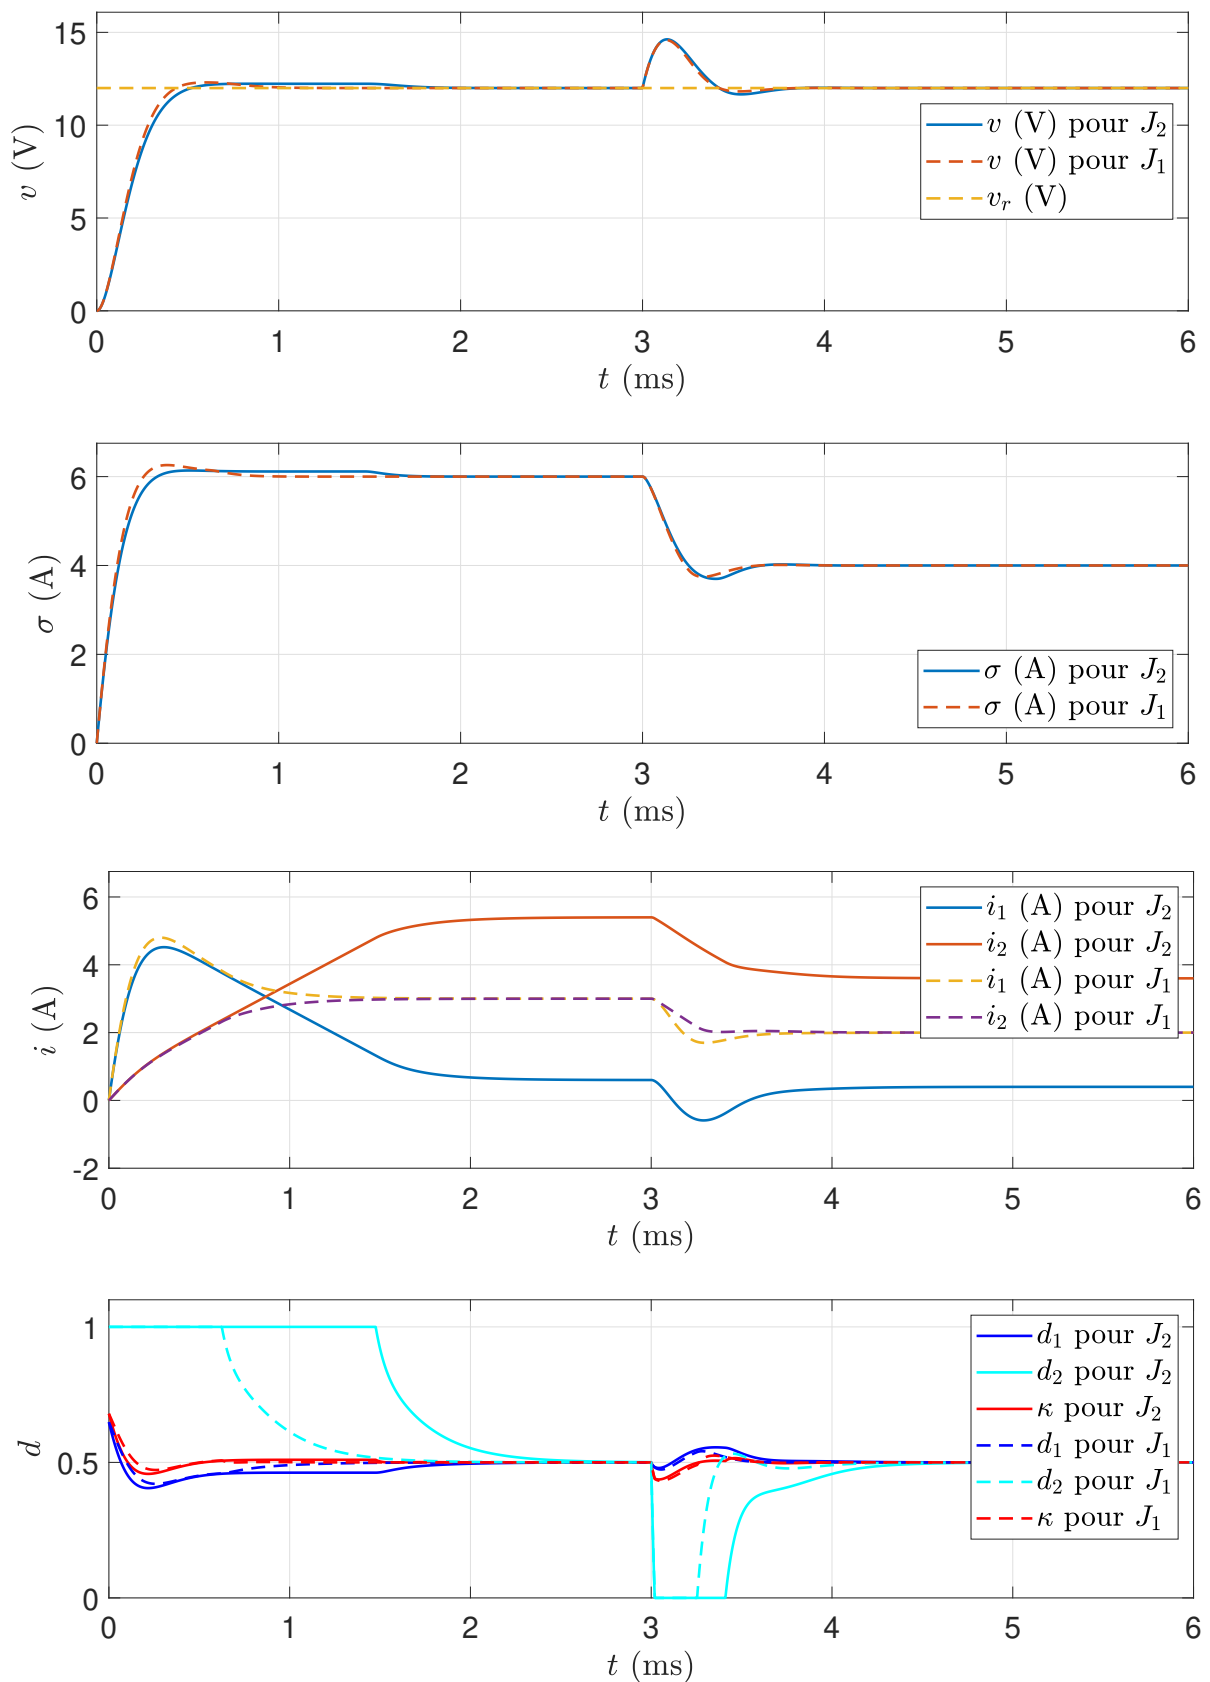 15
10
5
0
v (V)
v (V) pour J₂
v (V) pour J₁
vᵣ (V)
0 1 2 3 4 5 6
t (ms)
6
4
2
0
σ (A)
σ (A) pour J₂
σ (A) pour J₁
0 1 2 3 4 5 6
t (ms)
6
4
2
0
-2
i (A)
i₁ (A) pour J₂
i₂ (A) pour J₂
i₁ (A) pour J₁
i₂ (A) pour J₁
0 1 2 3 4 5 6
t (ms)
1
0.5
0
d
d₁ pour J₂
d₂ pour J₂
κ pour J₂
d₁ pour J₁
d₂ pour J₁
κ pour J₁
0 1 2 3 4 5 6
t (ms)